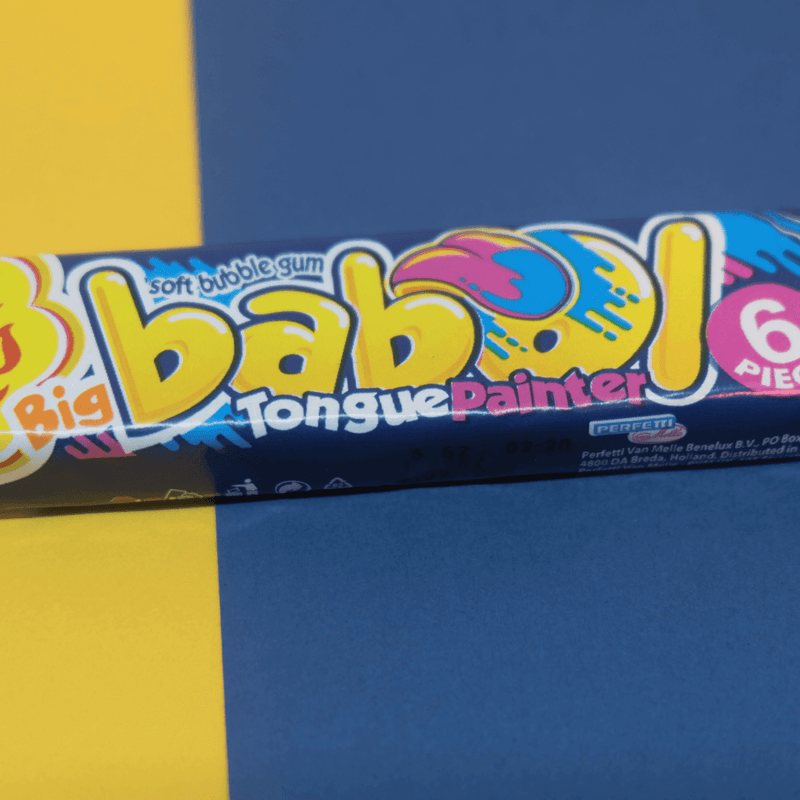 soft bubble gum
Big babol
TonguePainter
6
PIEC
PERFETTI
Perfetti Van Melle Benelux B.V., PO Box
4800 DA Breda, Holland. Distributed in